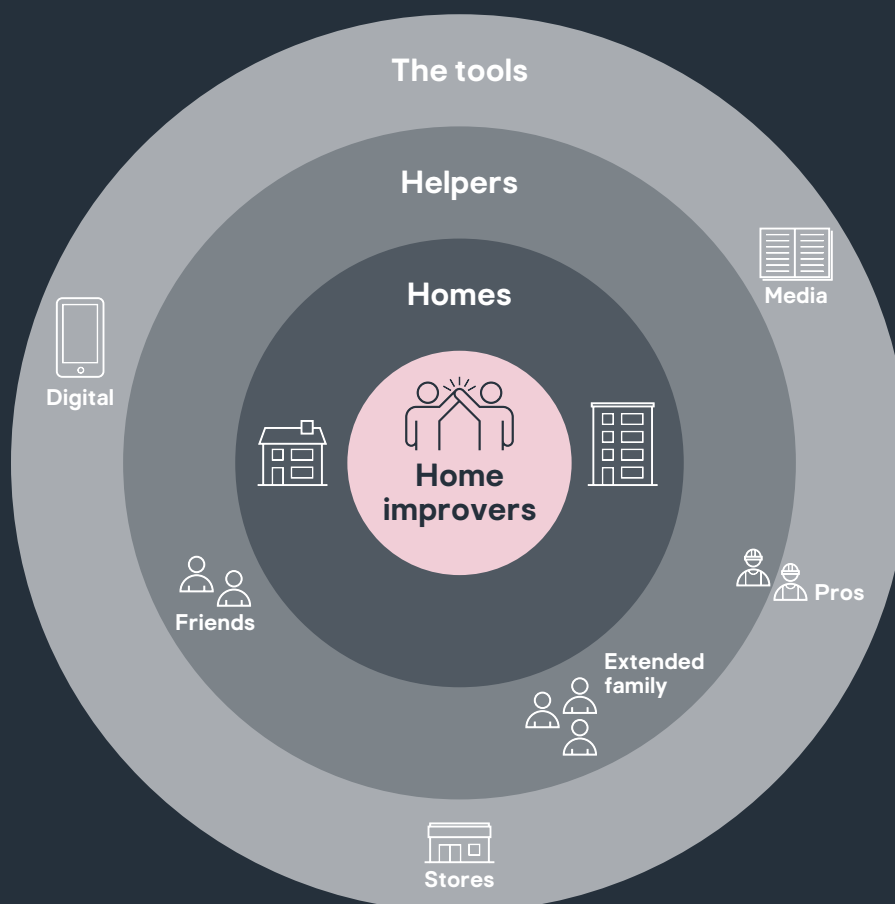 The tools
Helpers
Media
Homes
Digital
Home
improvers
Pros
Friends
Extended
family
Stores